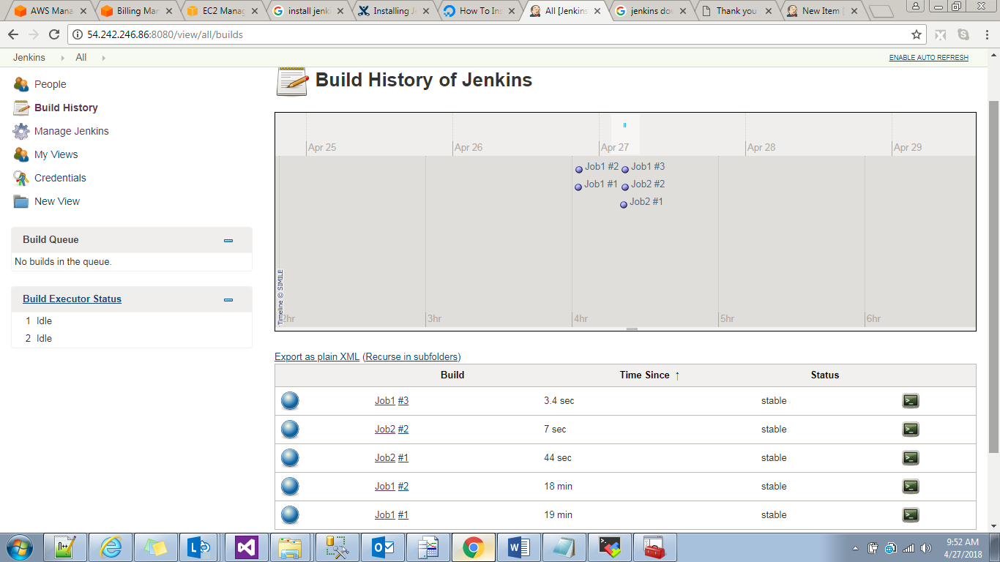 AWS Mana
Billing Mar
EC2 Manag
install jenk
Installing J
How To Ins
All [Jenkins
jenkins dov
Thank you
New Item [
54.242.246.86:8080/view/all/builds
Jenkins
All
ENABLE AUTO REFRESH
People
Build History
Manage Jenkins
My Views
Credentials
New View
Build Queue
No builds in the queue.
Build Executor Status
1 Idle
2 Idle
Build History of Jenkins
Apr 25 Apr 26 Apr 27 Apr 28 Apr 29
Job1 #2 Job1 #3
Job1 #1 Job2 #2
Job2 #1
Timeline © SIMILE
2hr 3hr 4hr 5hr 6hr
Export as plain XML (Recurse in subfolders)
Build Time Since ↑ Status
Job1 #3 3.4 sec stable
Job2 #2 7 sec stable
Job2 #1 44 sec stable
Job1 #2 18 min stable
Job1 #1 19 min stable
9:52 AM
4/27/2018